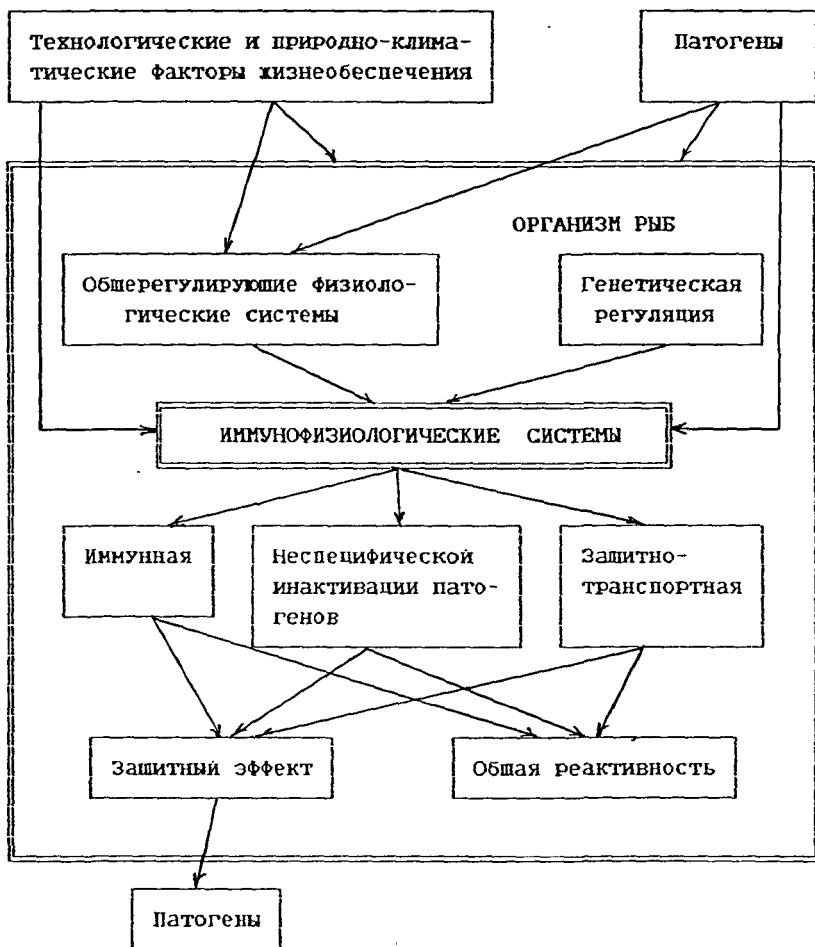 Технологические и природно-клима-
тические факторы жизнеобеспечения
Патогены
ОРГАНИЗМ РЫБ
Общерегулирующие физиоло-
гические системы
Генетическая
регуляция
ИММУНОФИЗИОЛОГИЧЕСКИЕ СИСТЕМЫ
Иммунная
Неспецифической
инактивации пато-
генов
Защитно-
транспортная
Защитный эффект
Общая реактивность
Патогены